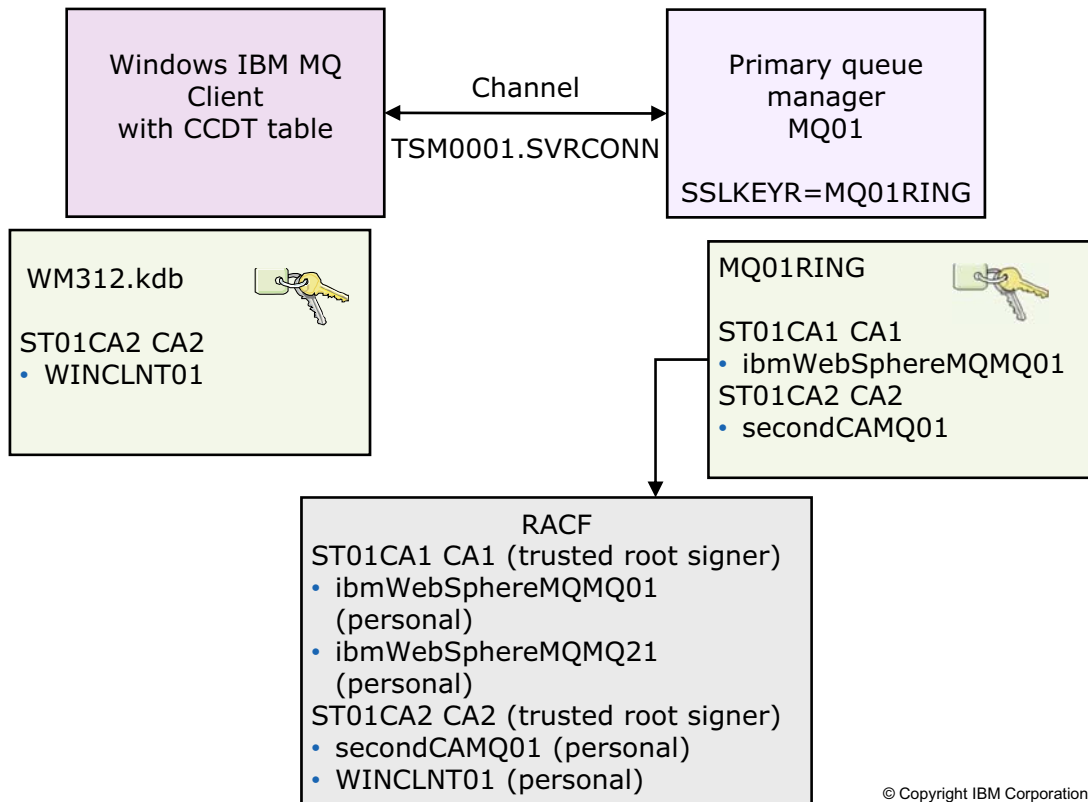 Windows IBM MQ
Client
with CCDT table
Channel
TSM0001.SVRCONN
Primary queue
manager
MQ01
SSLKEYR=MQ01RING
WM312.kdb
ST01CA2 CA2
• WINCLNT01
MQ01RING
ST01CA1 CA1
• ibmWebSphereMQMQ01
ST01CA2 CA2
• secondCAMQ01
RACF
ST01CA1 CA1 (trusted root signer)
• ibmWebSphereMQMQ01
(personal)
• ibmWebSphereMQMQ21
(personal)
ST01CA2 CA2 (trusted root signer)
• secondCAMQ01 (personal)
• WINCLNT01 (personal)
© Copyright IBM Corporation